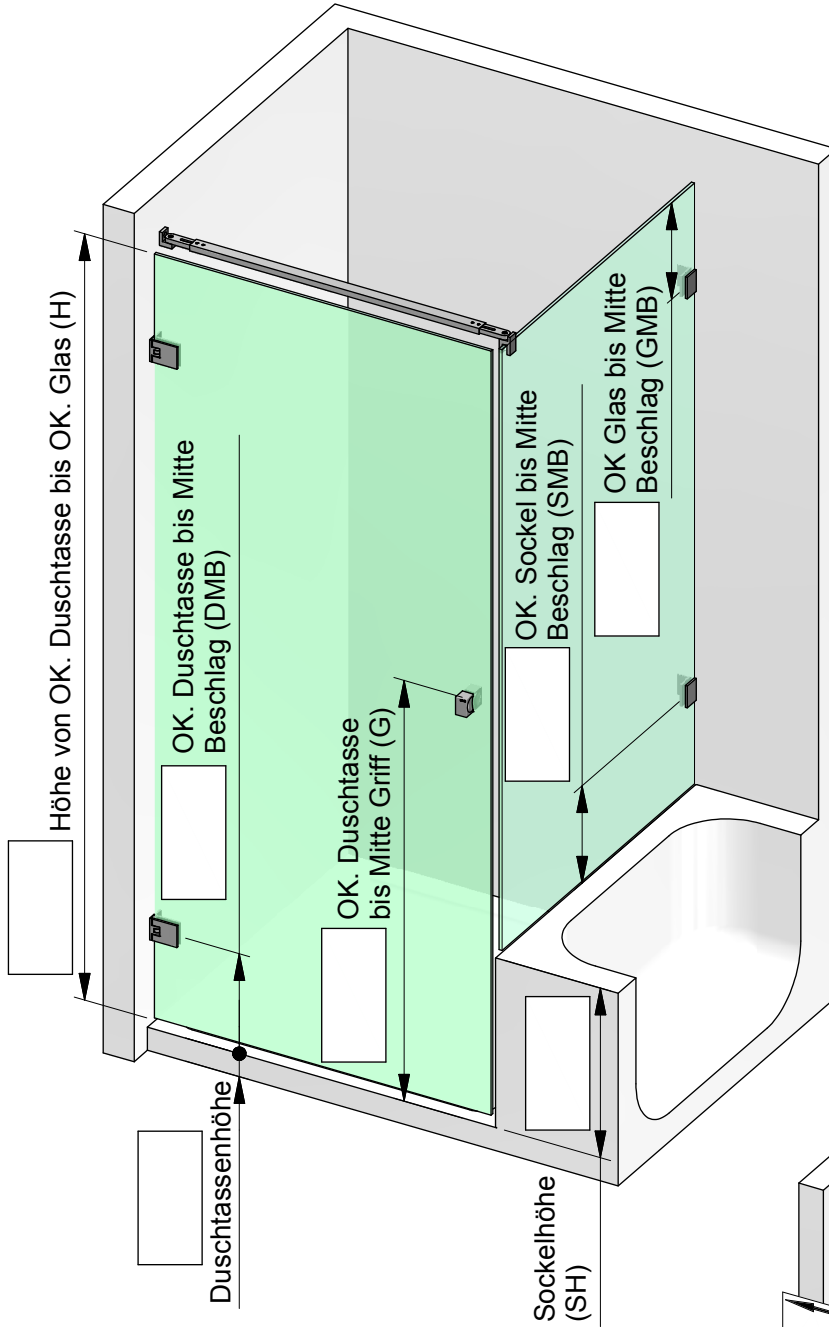 Höhe von OK. Duschtasse bis OK. Glas (H)
OK. Duschtasse bis Mitte
Beschlag (DMB)
OK. Duschtasse
bis Mitte Griff (G)
OK. Sockel bis Mitte
Beschlag (SMB)
OK Glas bis Mitte
Beschlag (GMB)
Duschtassenhöhe
Sockelhöhe
(SH)